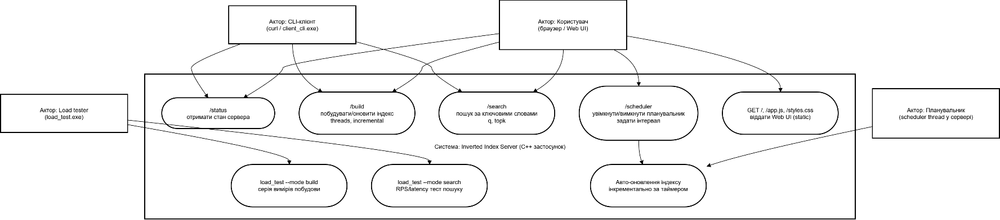 Актор: CLI-клієнт
(curl / client_cli.exe)
Актор: Користувач
(браузер / Web UI)
Актор: Load tester
(load_test.exe)
/status
отримати стан сервера
/build
побудувати/оновити індекс
threads, incremental
/search
пошук за ключовими словами
q, topk
/scheduler
увімкнути/вимкнути планувальник
задати інтервал
GET /, /app.js, /styles.css
віддати Web UI (static)
Актор: Планувальник
(scheduler thread у сервері)
Система: Inverted Index Server (C++ застосунок)
load_test --mode build
серія вимірів побудови
load_test --mode search
RPS/latency тест пошуку
Авто-оновлення індексу
інкрементально за таймером